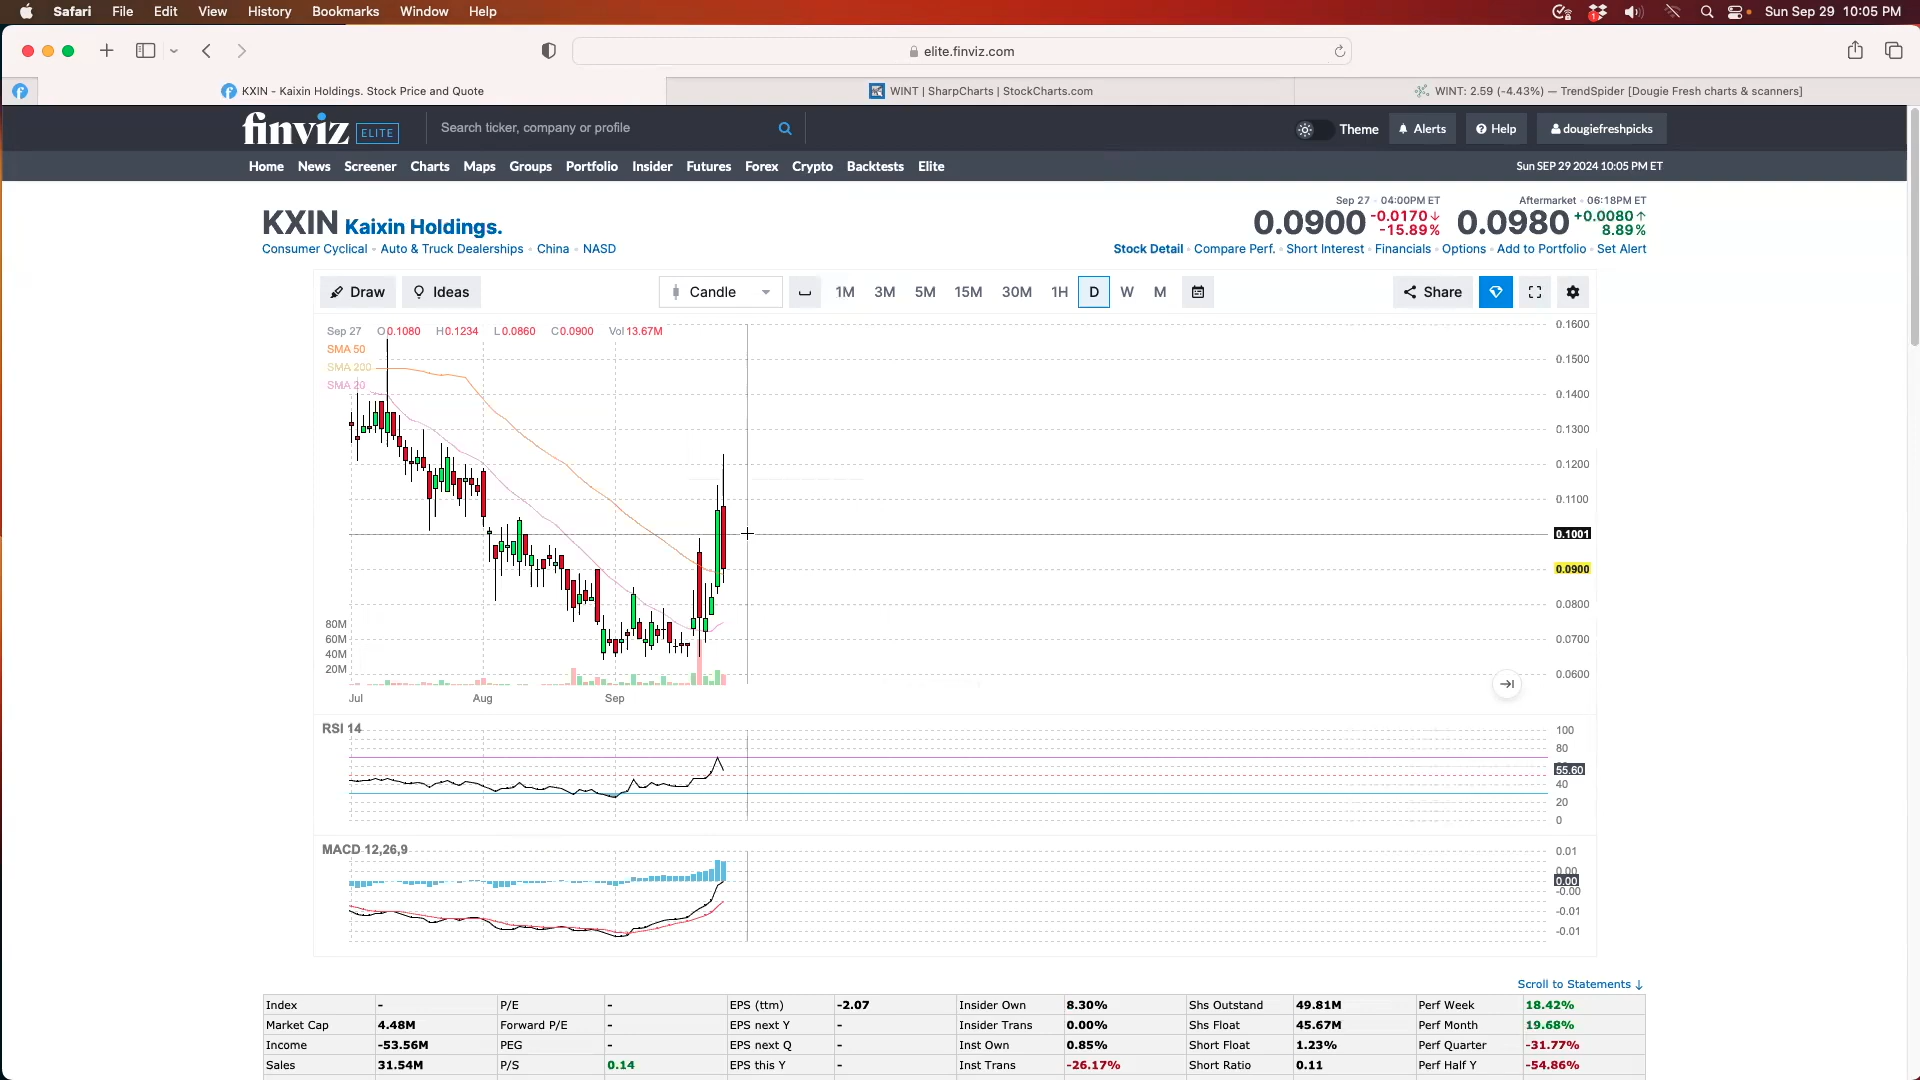 Safari File Edit View History Bookmarks Window Help
1
Sun Sep 29 10:05 PM
elite.finviz.com
KXIN - Kaixin Holdings. Stock Price and Quote
WINT | SharpCharts | StockCharts.com
WINT: 2.59 (-4.43%) — TrendSpider [Dougie Fresh charts & scanners]
finviz ELITE
Search ticker, company or profile
Theme Alerts Help dougiefreshpicks
Home News Screener Charts Maps Groups Portfolio Insider Futures Forex Crypto Backtests Elite
Sun SEP 29 2024 10:05 PM ET
Sep 27 · 04:00PM ET
Aftermarket · 06:18PM ET
KXIN Kaixin Holdings.
0.0900 -0.0170↓ -15.89%
0.0980 +0.0080↑ 8.89%
Consumer Cyclical • Auto & Truck Dealerships • China • NASD
Stock Detail • Compare Perf. • Short Interest • Financials • Options • Add to Portfolio • Set Alert
Draw Ideas
Candle
1M 3M 5M 15M 30M 1H D W M
Share
Sep 27 O0.1080 H0.1234 L0.0860 C0.0900 Vol13.67M
SMA 50
SMA 200
SMA 20
0.1600
0.1500
0.1400
0.1300
0.1200
0.1100
0.1001
0.0900
0.0800
0.0700
0.0600
80M
60M
40M
20M
Jul Aug Sep
RSI 14
100
80
55.60
40
20
0
MACD 12,26,9
0.01
0.00
0.00
-0.00
-0.01
-0.01
Scroll to Statements ↓
Index - P/E - EPS (ttm) -2.07 Insider Own 8.30% Shs Outstand 49.81M Perf Week 18.42%
Market Cap 4.48M Forward P/E - EPS next Y - Insider Trans 0.00% Shs Float 45.67M Perf Month 19.68%
Income -53.56M PEG - EPS next Q - Inst Own 0.85% Short Float 1.23% Perf Quarter -31.77%
Sales 31.54M P/S 0.14 EPS this Y - Inst Trans -26.17% Short Ratio 0.11 Perf Half Y -54.86%